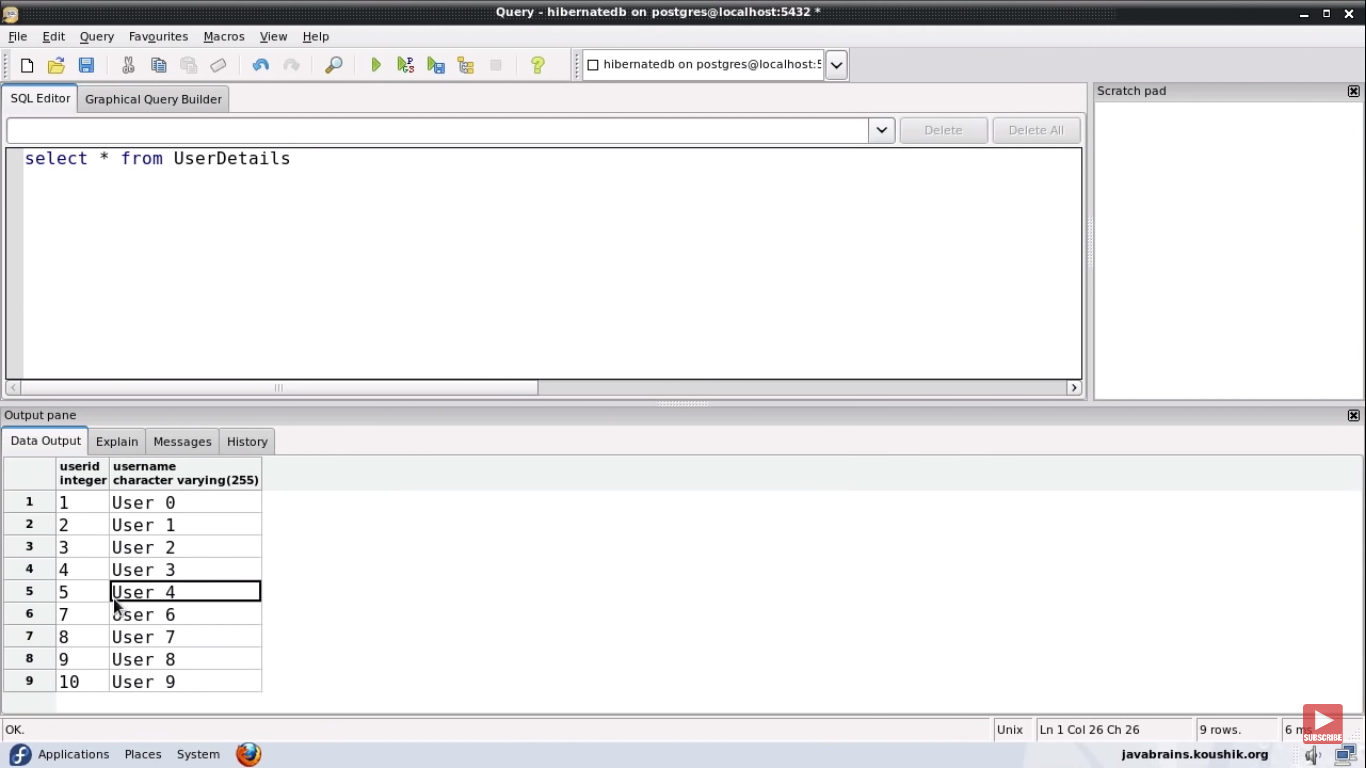 Query - hibernatedb on postgres@localhost:5432 *
File Edit Query Favourites Macros View Help
hibernatedb on postgres@localhost:5
SQL Editor Graphical Query Builder
Scratch pad
Delete Delete All
select * from UserDetails
Output pane
Data Output Explain Messages History
userid username
integer character varying(255)
1 1 User 0
2 2 User 1
3 3 User 2
4 4 User 3
5 5 User 4
6 7 User 6
7 8 User 7
8 9 User 8
9 10 User 9
OK. Unix Ln 1 Col 26 Ch 26 9 rows. 6 ms
SUBSCRIBE
Applications Places System javabrains.koushik.org